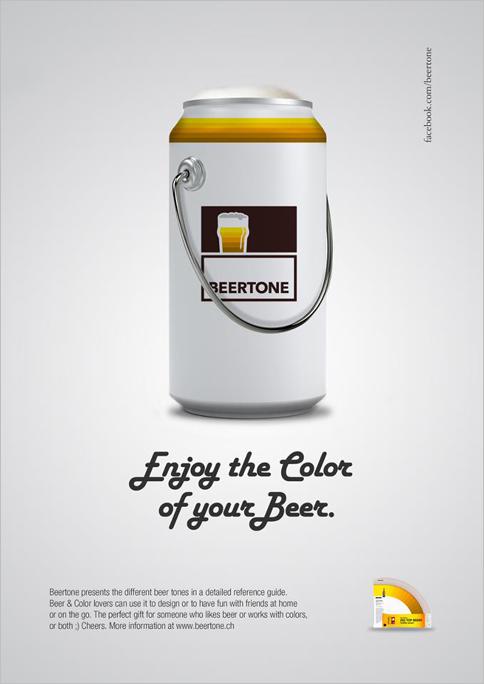 facebook.com/beertone
BEERTONE
Enjoy the Color
of your Beer.
Beertone presents the different beer tones in a detailed reference guide.
Beer & Color lovers can use it to design or to have fun with friends at home
or on the go. The perfect gift for someone who likes beer or works with colors,
or both ;) Cheers. More information at www.beertone.ch